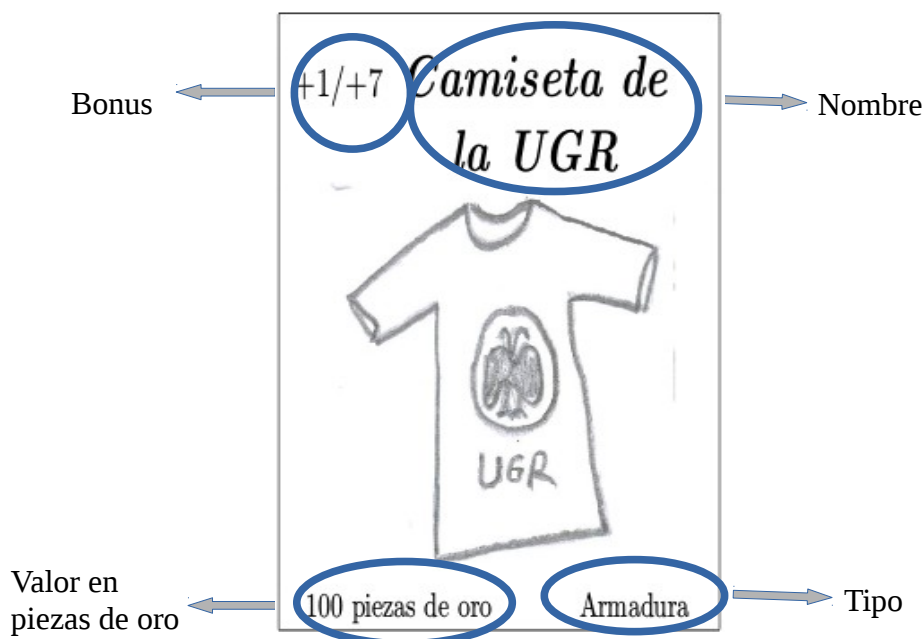 Bonus
+1/+7
Camiseta de
la UGR
Nombre
UGR
Valor en
piezas de oro
100 piezas de oro
Armadura
Tipo